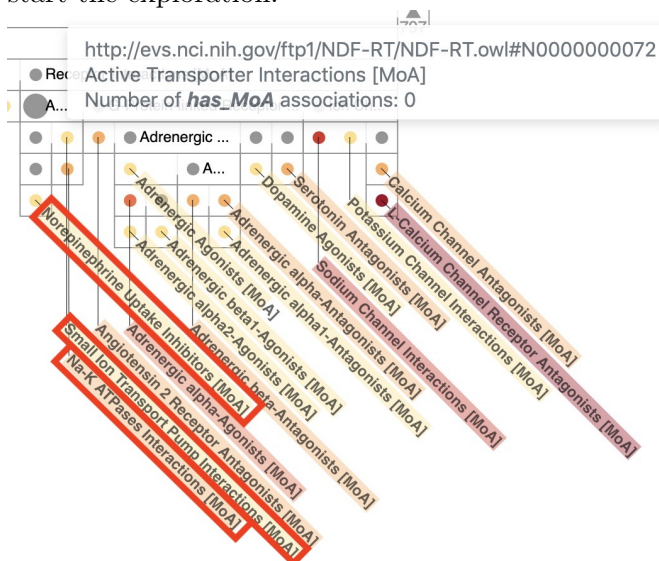 start the exploration.
http://evs.nci.nih.gov/ftp1/NDF-RT/NDF-RT.owl#N0000000072
Active Transporter Interactions [MoA]
Number of has_MoA associations: 0
A...
Adrenergic ...
A...
Norepinephrine Uptake Inhibitors [MoA]
Small Ion Transport Pump Interactions [MoA]
Na-K ATPases Interactions [MoA]
Angiotensin 2 Receptor Antagonists [MoA]
Adrenergic alpha-Agonists [MoA]
Adrenergic Agonists [MoA]
Adrenergic alpha2-Agonists [MoA]
Adrenergic beta1-Agonists [MoA]
Adrenergic beta-Antagonists [MoA]
Adrenergic alpha-Antagonists [MoA]
Adrenergic alpha1-Antagonists [MoA]
Dopamine Agonists [MoA]
Serotonin Antagonists [MoA]
Sodium Channel Interactions [MoA]
Potassium Channel Interactions [MoA]
Calcium Channel Antagonists [MoA]
L-Calcium Channel Receptor Antagonists [MoA]